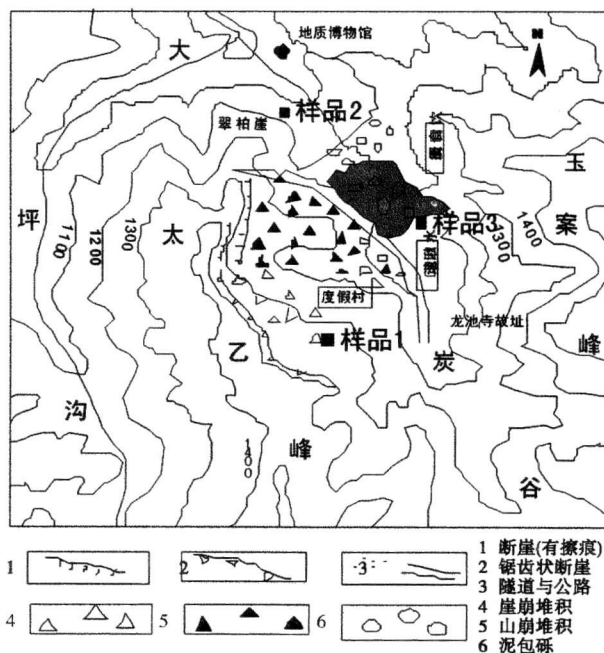 大
地质博物馆
N
样品2
翠柏崖
玉
坪
1100
1200
1300
太
样品3
1300
1400
案
度假村
龙池寺故址
乙
样品1
炭
峰
沟
1400
峰
谷
1
2
3
4
5
6
1 断崖(有擦痕)
2 锯齿状断崖
3 隧道与公路
4 崖崩堆积
5 山崩堆积
6 泥包砾